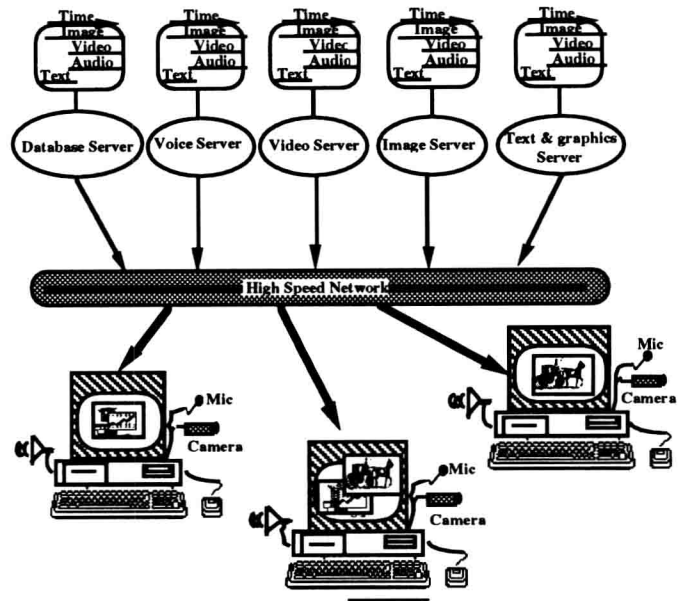 Time
Image
Video
Audio
Text
Time
Image
Video
Audio
Text
Time
Image
Videc
Audio
Text
Time
Image
Video
Audio
Text
Time
Image
Video
Audio
Text
Database Server
Voice Server
Video Server
Image Server
Text & graphics
Server
High Speed Network
Mic
Camera
Mic
Camera
Mic
Camera